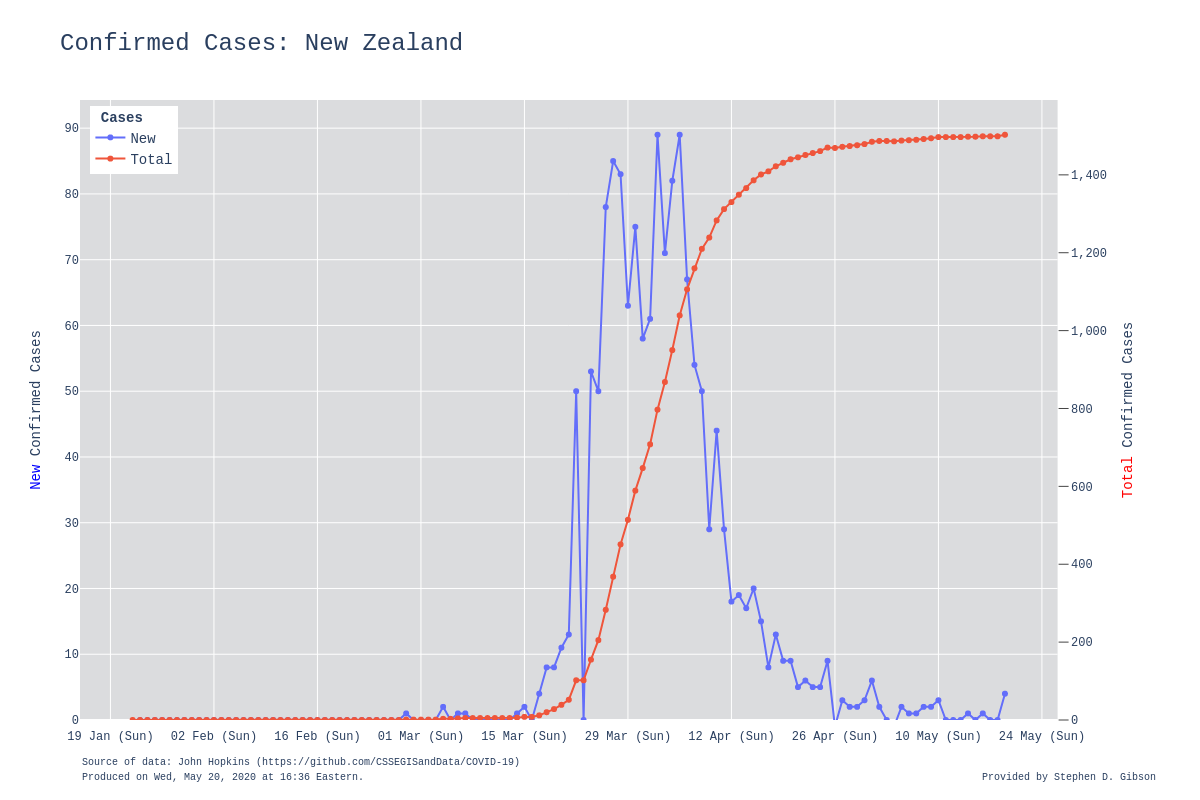 Confirmed Cases: New Zealand
Cases
New
Total
90
80
70
60
50
40
30
20
10
0
1,400
1,200
1,000
800
600
400
200
0
New Confirmed Cases
Total Confirmed Cases
19 Jan (Sun) 02 Feb (Sun) 16 Feb (Sun) 01 Mar (Sun) 15 Mar (Sun) 29 Mar (Sun) 12 Apr (Sun) 26 Apr (Sun) 10 May (Sun) 24 May (Sun)
Source of data: John Hopkins (https://github.com/CSSEGISandData/COVID-19)
Produced on Wed, May 20, 2020 at 16:36 Eastern.
Provided by Stephen D. Gibson